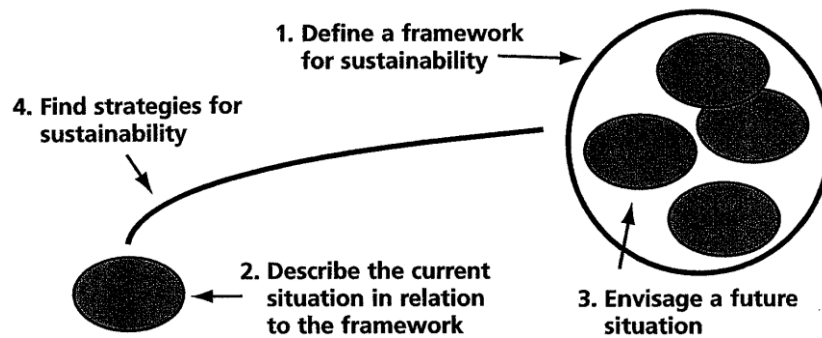 1. Define a framework
for sustainability
4. Find strategies for
sustainability
2. Describe the current
situation in relation
to the framework
3. Envisage a future
situation